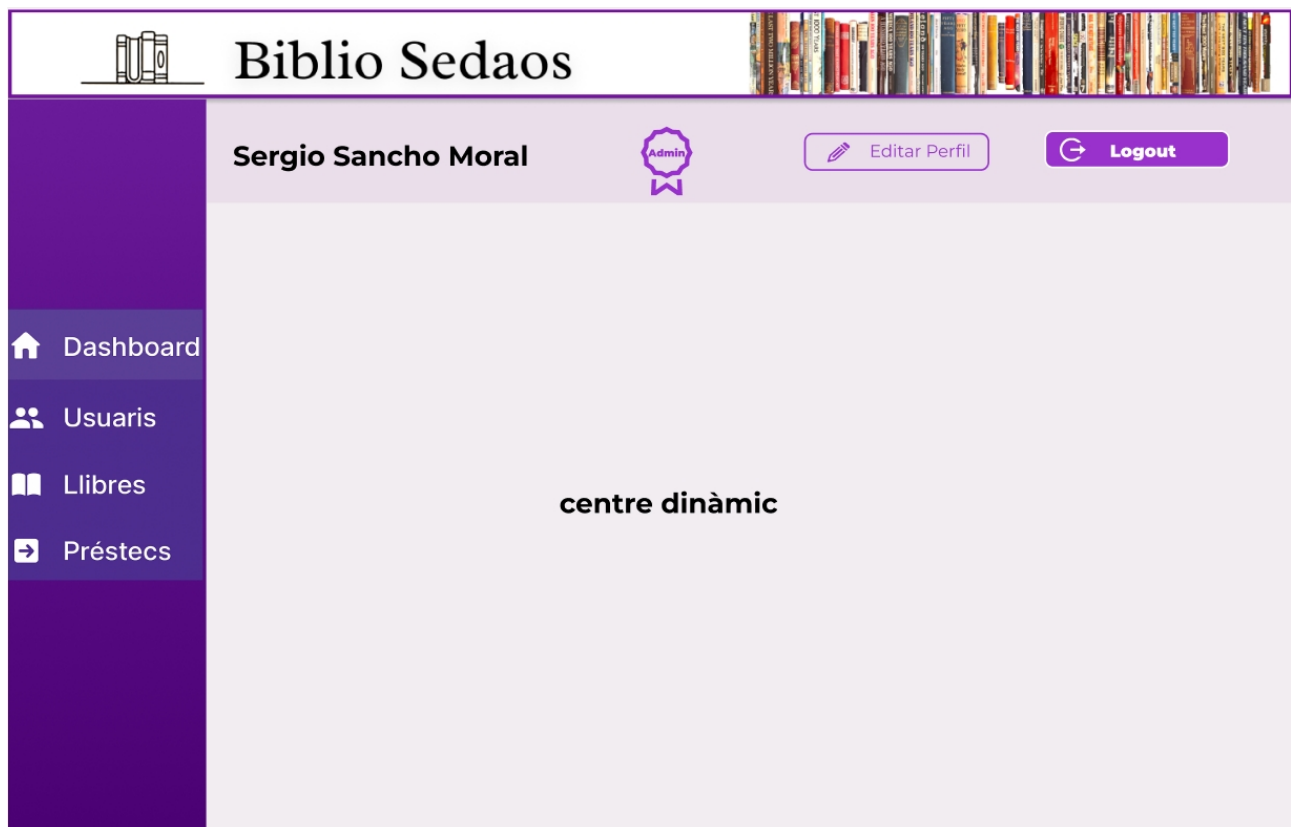 Biblio Sedaos
Sergio Sancho Moral
Admin
Editar Perfil
Logout
Dashboard
Usuaris
Llibres
Préstecs
centre dinàmic